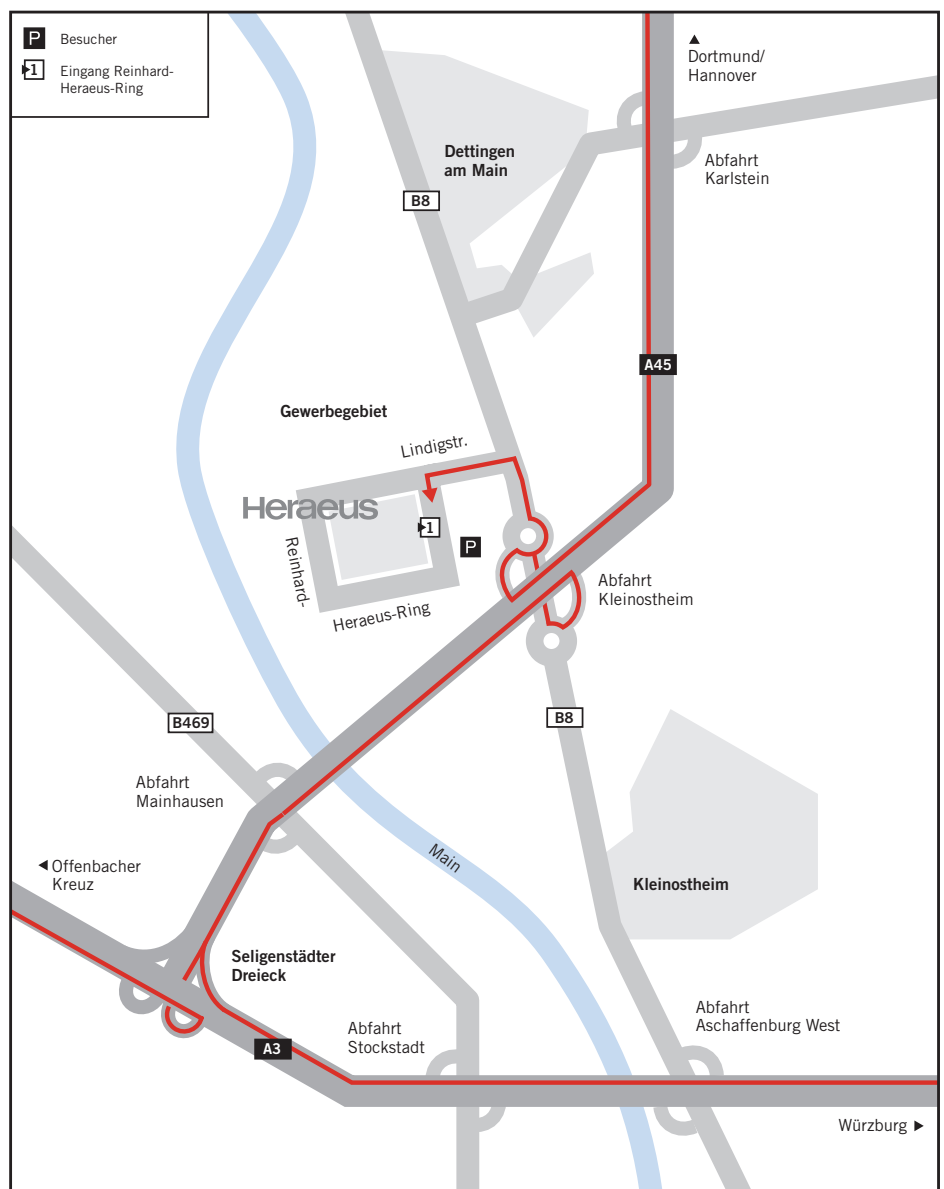 P Besucher
1 Eingang Reinhard-
Heraeus-Ring
Dortmund/
Hannover
Dettingen
am Main
Abfahrt
Karlstein
B8
A45
Gewerbegebiet
Lindigstr.
Heraeus
1
P
Reinhard-
Heraeus-Ring
Abfahrt
Kleinostheim
B469
B8
Abfahrt
Mainhausen
Main
Offenbacher
Kreuz
Kleinostheim
Seligenstädter
Dreieck
Abfahrt
Aschaffenburg West
Abfahrt
Stockstadt
A3
Würzburg